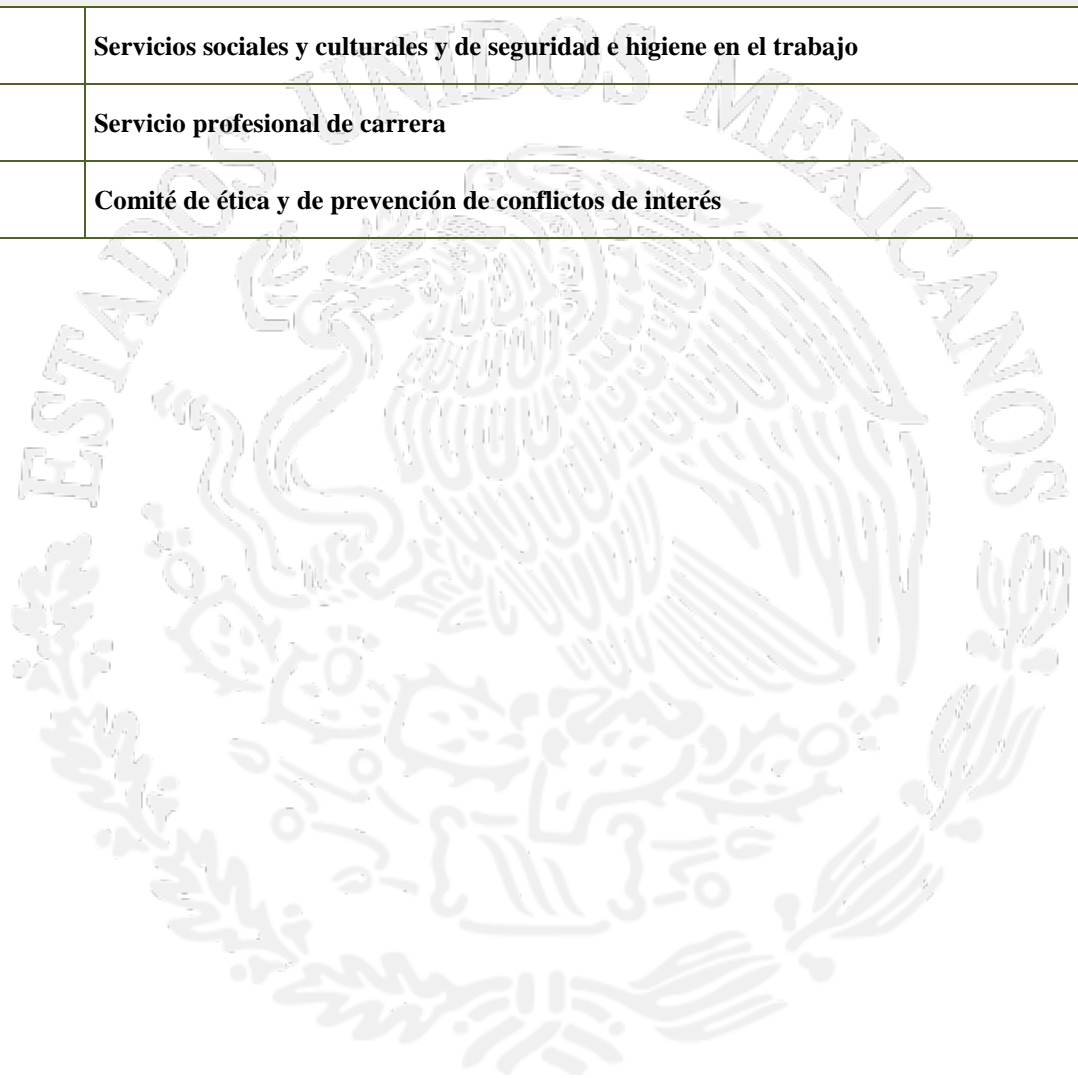 Servicios sociales y culturales y de seguridad e higiene en el trabajo
Servicio profesional de carrera
Comité de ética y de prevención de conflictos de interés
ESTADOS UNIDOS MEXICANOS